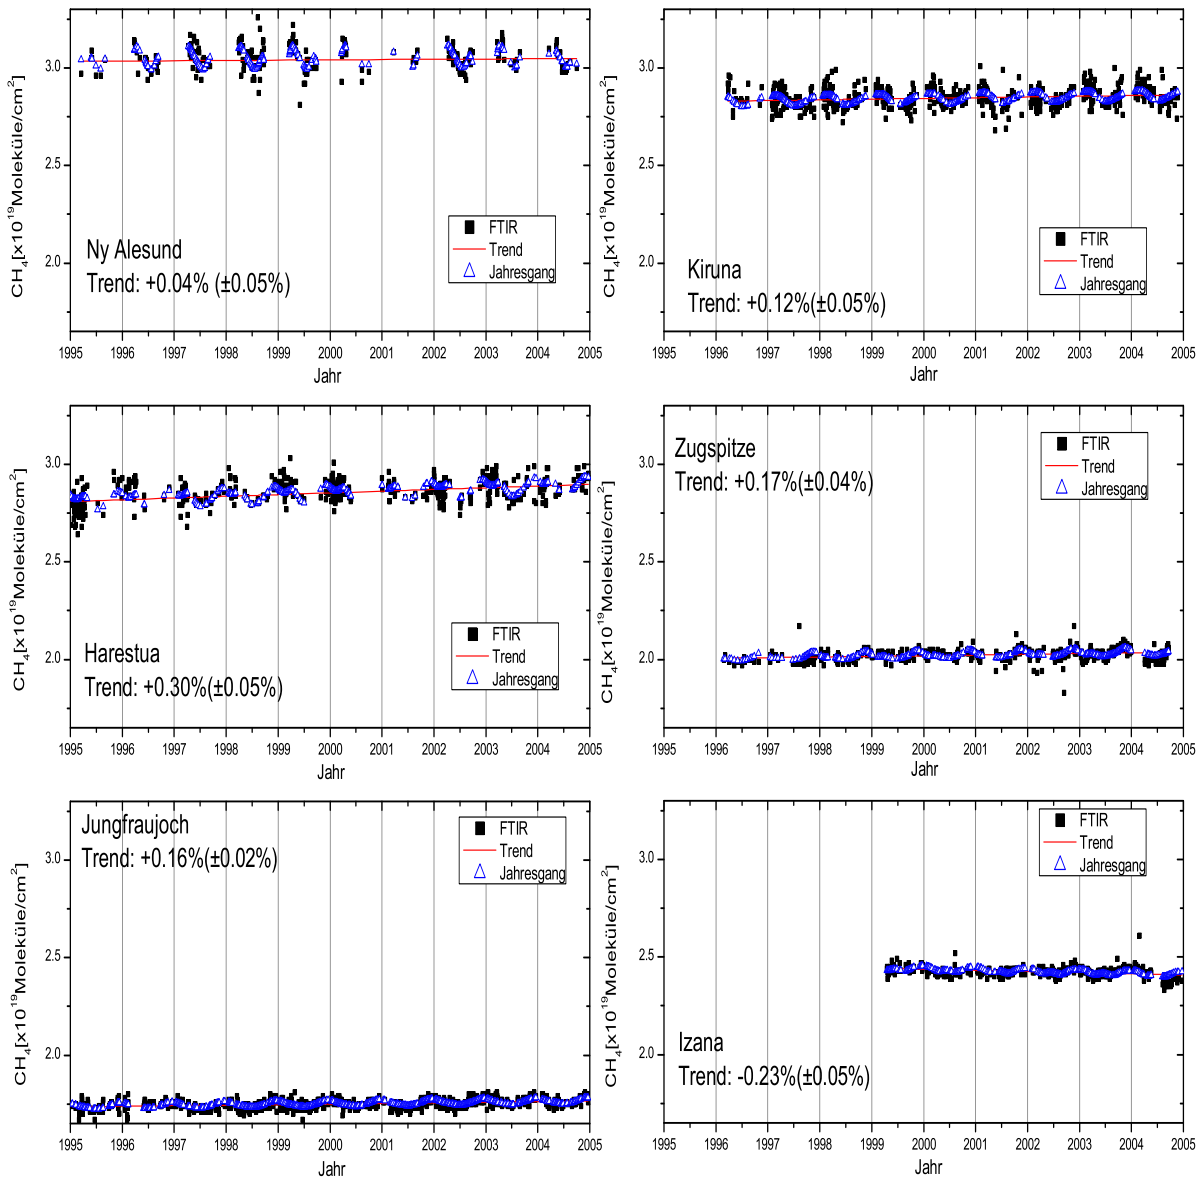 CH4[x10^19Moleküle/cm^2]
3.0
2.5
2.0
Ny Alesund
Trend: +0.04% (±0.05%)
FTIR
Trend
Jahresgang
1995 1996 1997 1998 1999 2000 2001 2002 2003 2004 2005
Jahr
CH4[x10^19Moleküle/cm^2]
3.0
2.5
2.0
Kiruna
Trend: +0.12%(±0.05%)
FTIR
Trend
Jahresgang
1995 1996 1997 1998 1999 2000 2001 2002 2003 2004 2005
Jahr
CH4[x10^19Moleküle/cm^2]
3.0
2.5
2.0
Harestua
Trend: +0.30%(±0.05%)
FTIR
Trend
Jahresgang
1995 1996 1997 1998 1999 2000 2001 2002 2003 2004 2005
Jahr
CH4[x10^19Moleküle/cm^2]
3.0
2.5
2.0
Zugspitze
Trend: +0.17%(±0.04%)
FTIR
Trend
Jahresgang
1995 1996 1997 1998 1999 2000 2001 2002 2003 2004 2005
Jahr
CH4[x10^19Moleküle/cm^2]
3.0
2.5
2.0
Jungfraujoch
Trend: +0.16%(±0.02%)
FTIR
Trend
Jahresgang
1995 1996 1997 1998 1999 2000 2001 2002 2003 2004 2005
Jahr
CH4[x10^19Moleküle/cm^2]
3.0
2.5
2.0
Izana
Trend: -0.23%(±0.05%)
FTIR
Trend
Jahresgang
1995 1996 1997 1998 1999 2000 2001 2002 2003 2004 2005
Jahr